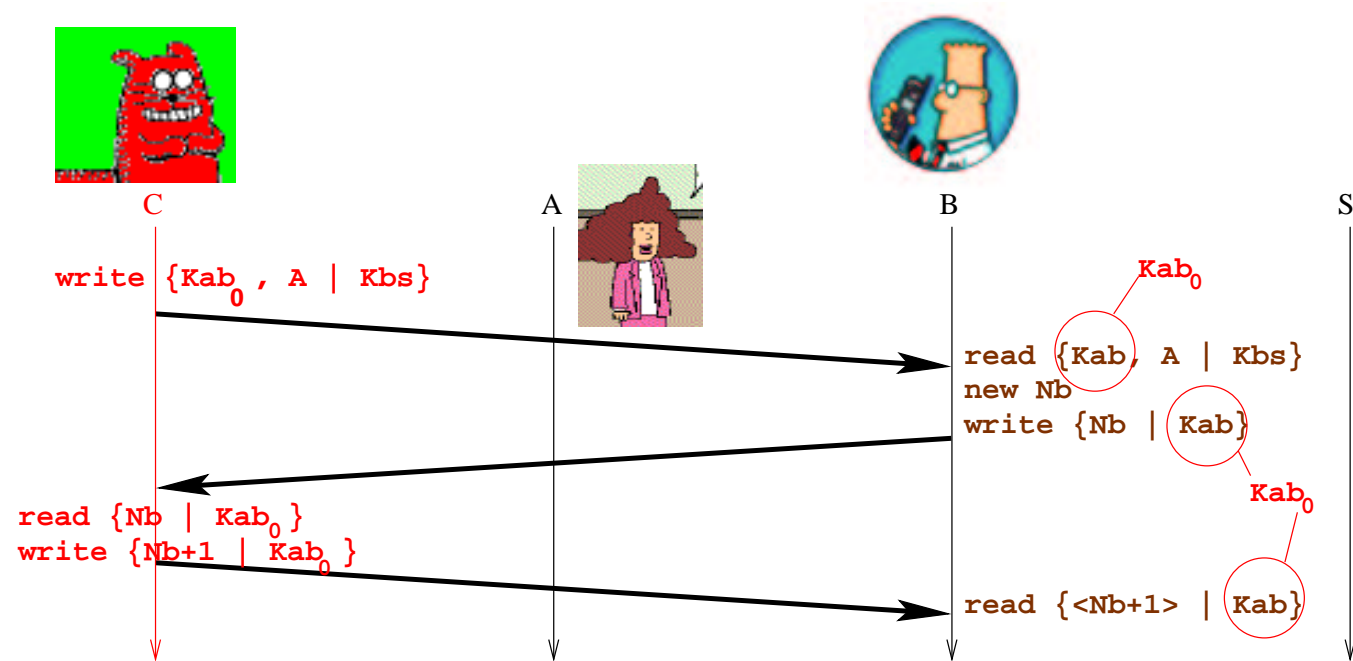 C
A
B
S
write {Kab0 , A | Kbs}
Kab0
read {Kab, A | Kbs}
new Nb
write {Nb | Kab}
Kab0
read {Nb | Kab0 }
write {Nb+1 | Kab0 }
read {<Nb+1> | Kab}